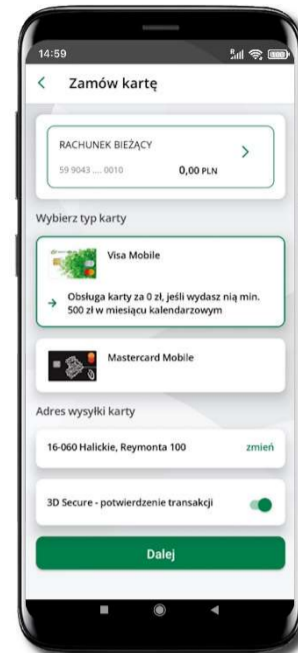 14:59
Zamów kartę
RACHUNEK BIEŻĄCY
59 9043 .... 0010 0,00 PLN
Wybierz typ karty
Visa Mobile
Obsługa karty za 0 zł, jeśli wydasz nią min.
500 zł w miesiącu kalendarzowym
Mastercard Mobile
Adres wysyłki karty
16-060 Halickie, Reymonta 100 zmień
3D Secure - potwierdzenie transakcji
Dalej